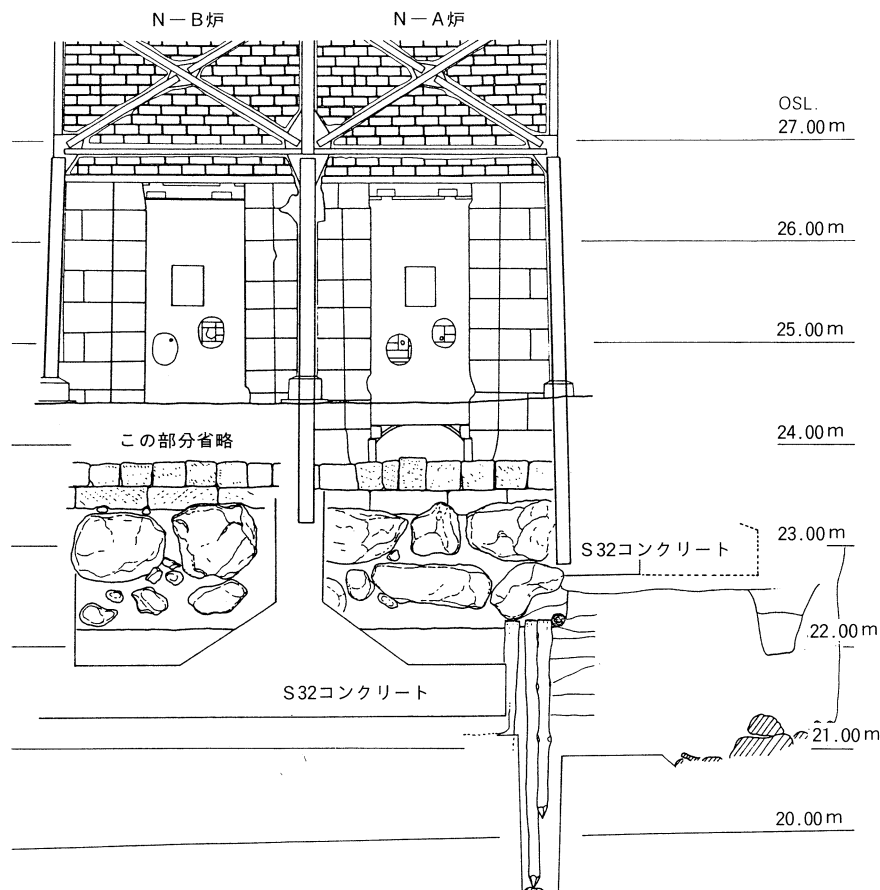 N－B炉
N－A炉
OSL.
27.00m
26.00m
25.00m
この部分省略
24.00m
23.00m
S32コンクリート
22.00m
S32コンクリート
21.00m
20.00m